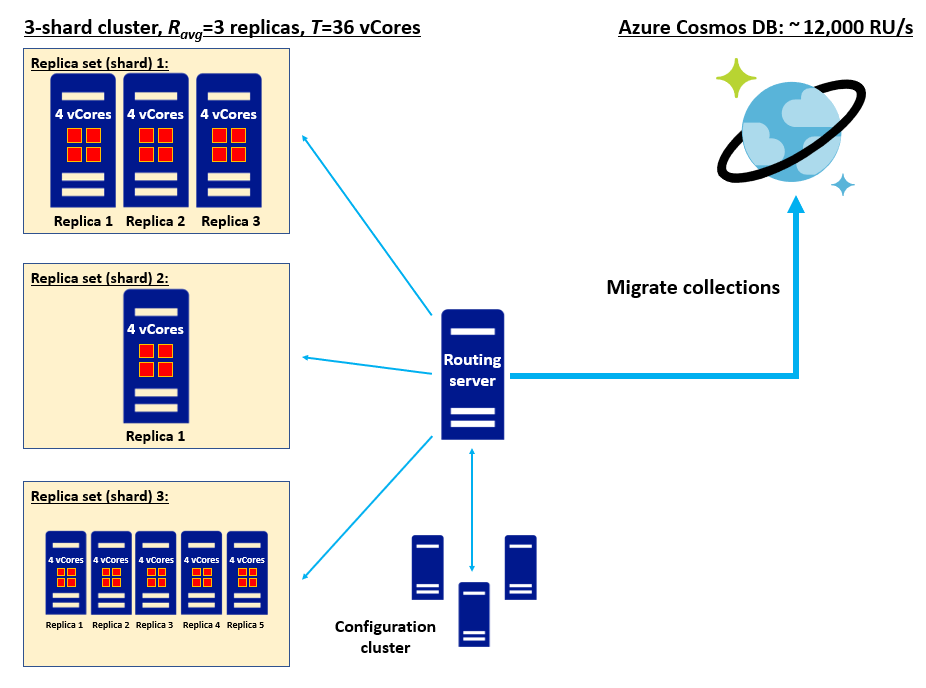 3-shard cluster, Ravg=3 replicas, T=36 vCores
Azure Cosmos DB: ~12,000 RU/s
Replica set (shard) 1:
4 vCores 4 vCores 4 vCores
Replica 1 Replica 2 Replica 3
Replica set (shard) 2:
4 vCores
Replica 1
Replica set (shard) 3:
4 vCores 4 vCores 4 vCores 4 vCores 4 vCores
Replica 1 Replica 2 Replica 3 Replica 4 Replica 5
Routing
server
Migrate collections
Configuration
cluster